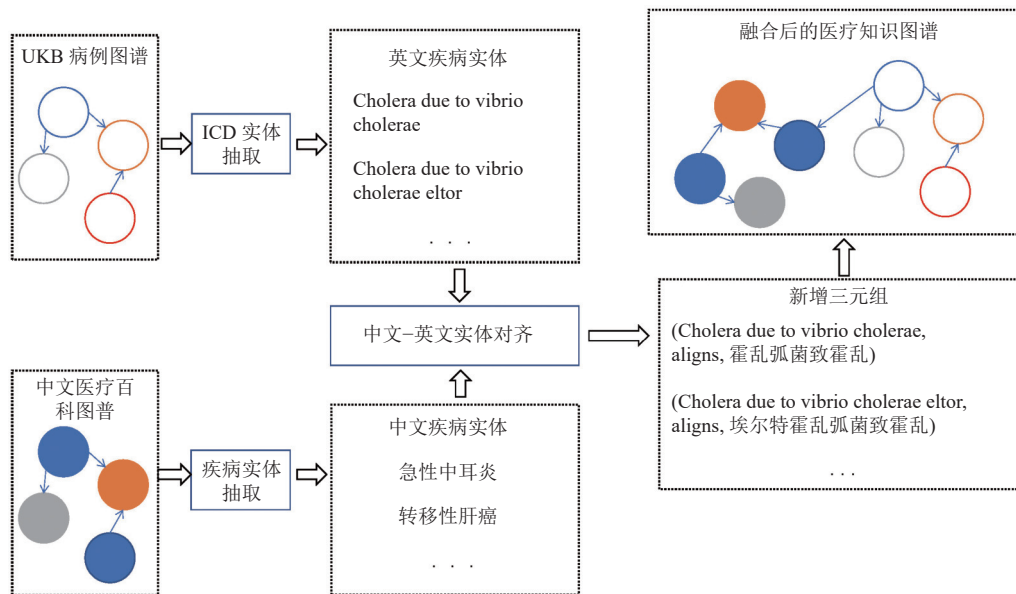 UKB 病例图谱
ICD 实体
抽取
英文疾病实体
Cholera due to vibrio
cholerae
Cholera due to vibrio
cholerae eltor
. . .
融合后的医疗知识图谱
中文–英文实体对齐
新增三元组
(Cholera due to vibrio cholerae,
aligns, 霍乱弧菌致霍乱)
(Cholera due to vibrio cholerae eltor,
aligns, 埃尔特霍乱弧菌致霍乱)
. . .
中文医疗百
科图普
疾病实体
抽取
中文疾病实体
急性中耳炎
转移性肝癌
. . .